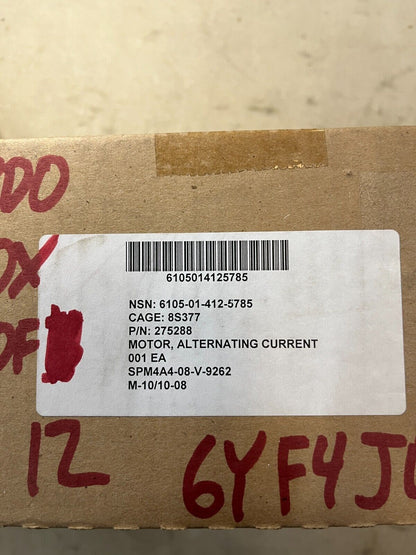 6105014125785
NSN: 6105-01-412-5785
CAGE: 8S377
P/N: 275288
MOTOR, ALTERNATING CURRENT
001 EA
SPM4A4-08-V-9262
M-10/10-08
12
6YF4J